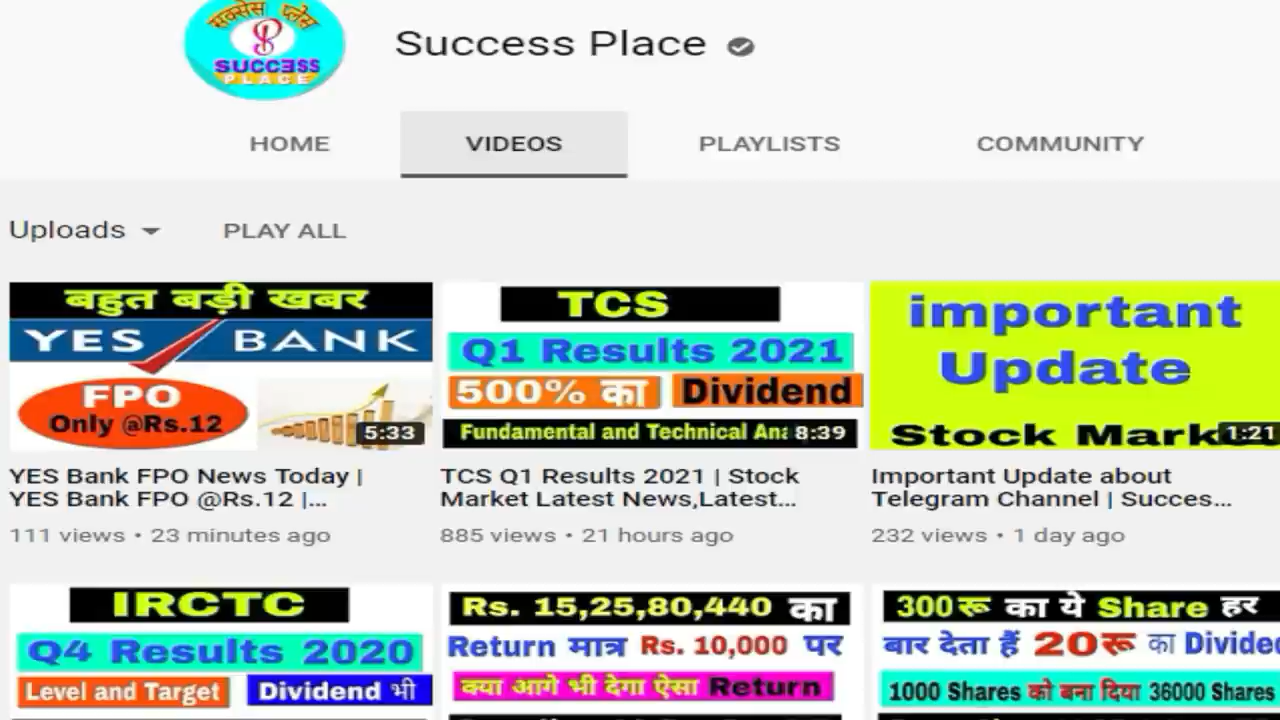 सक्सेस प्लेस
SUCCESS
PLACE
Success Place
HOME VIDEOS PLAYLISTS COMMUNITY
Uploads PLAY ALL
बहुत बड़ी खबर
YES BANK
FPO
Only @Rs.12
5:33
YES Bank FPO News Today |
YES Bank FPO @Rs.12 |...
111 views • 23 minutes ago
TCS
Q1 Results 2021
500% का Dividend
Fundamental and Technical Ana
8:39
TCS Q1 Results 2021 | Stock
Market Latest News,Latest...
885 views • 21 hours ago
important
Update
Stock Mark
1:21
Important Update about
Telegram Channel | Succes...
232 views • 1 day ago
IRCTC
Q4 Results 2020
Level and Target Dividend भी
Rs. 15,25,80,440 का
Return मात्र Rs. 10,000 पर
क्या आगे भी देगा ऐसा Return
300रू का ये Share हर
बार देता हैं 20रू का Divided
1000 Shares को बना दिया 36000 Shares